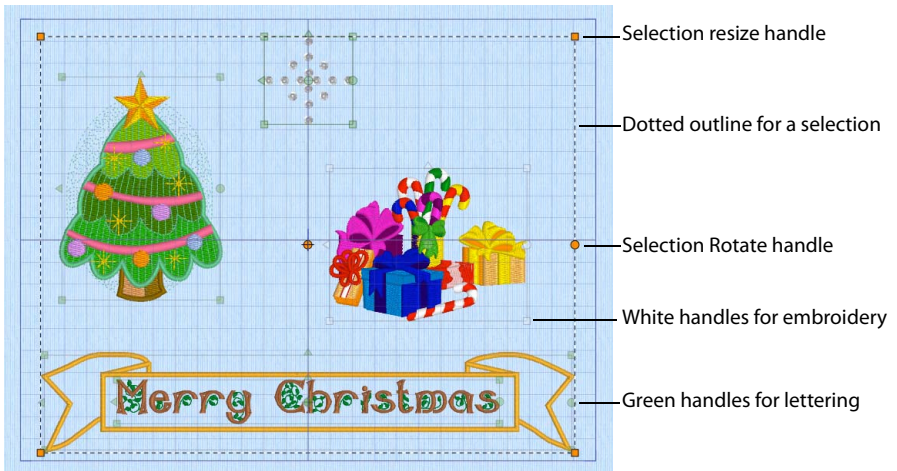 Selection resize handle
Dotted outline for a selection
Selection Rotate handle
White handles for embroidery
Merry Christmas
Green handles for lettering